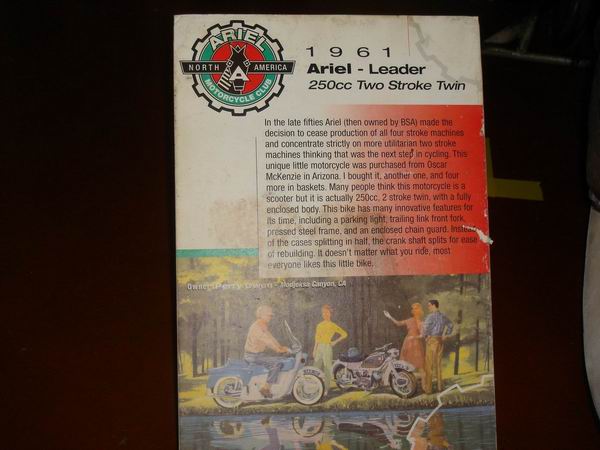 ARIEL
NORTH AMERICA
A
MOTORCYCLE CLUB
1961
Ariel - Leader
250cc Two Stroke Twin
In the late fifties Ariel (then owned by BSA) made the
decision to cease production of all four stroke machines
and concentrate strictly on more utilitarian two stroke
machines thinking that was the next step in cycling. This
unique little motorcycle was purchased from Oscar
McKenzie in Arizona. I bought it, another one, and four
more in baskets. Many people think this motorcycle is a
scooter but it is actually 250cc, 2 stroke twin, with a fully
enclosed body. This bike has many innovative features for
its time, including a parking light, trailing link front fork,
pressed steel frame, and an enclosed chain guard. Instead
of the cases splitting in half, the crank shaft splits for ease
of rebuilding. It doesn't matter what you ride, most
everyone likes this little bike.
Owner: Perry Owen - Modjeska Canyon, CA